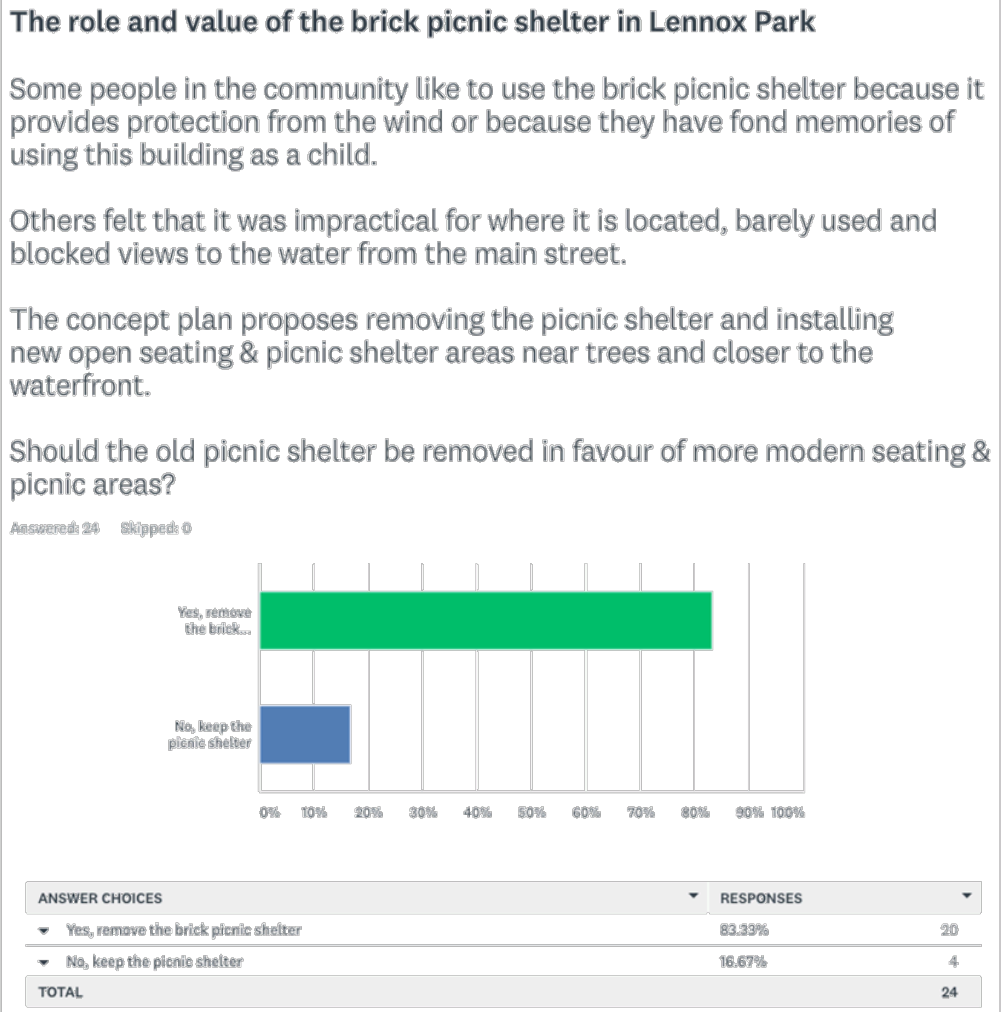 The role and value of the brick picnic shelter in Lennox Park
Some people in the community like to use the brick picnic shelter because it
provides protection from the wind or because they have fond memories of
using this building as a child.
Others felt that it was impractical for where it is located, barely used and
blocked views to the water from the main street.
The concept plan proposes removing the picnic shelter and installing
new open seating & picnic shelter areas near trees and closer to the
waterfront.
Should the old picnic shelter be removed in favour of more modern seating &
picnic areas?
Answered: 24 Skipped: 0
Yes, remove
the brick...
No, keep the
picnic shelter
0% 10% 20% 30% 40% 50% 60% 70% 80% 90% 100%
ANSWER CHOICES RESPONSES
Yes, remove the brick picnic shelter 83.33% 20
No, keep the picnic shelter 16.67% 4
TOTAL 24